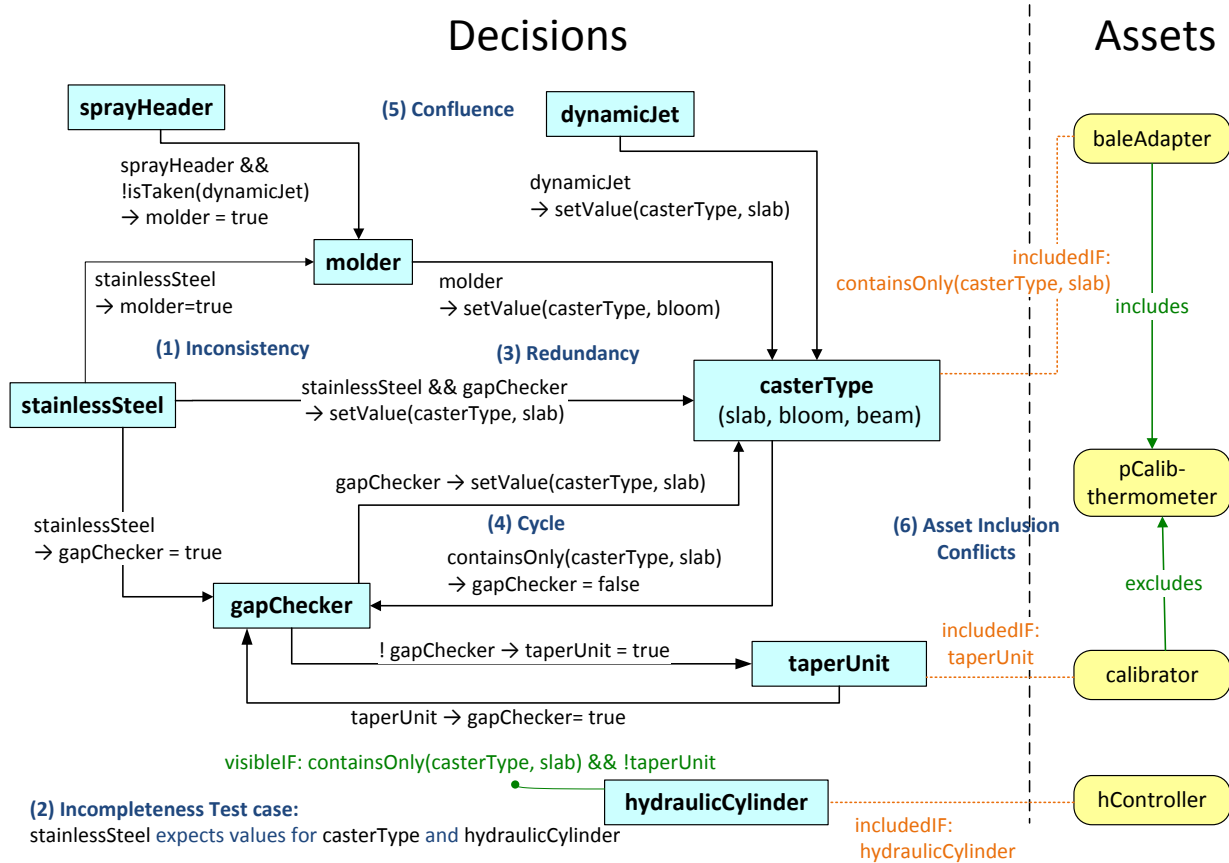 Decisions
Assets
sprayHeader
(5) Confluence
dynamicJet
baleAdapter
sprayHeader &&
!isTaken(dynamicJet)
→ molder = true
dynamicJet
→ setValue(casterType, slab)
molder
stainlessSteel
→ molder=true
molder
→ setValue(casterType, bloom)
includedIF:
containsOnly(casterType, slab)
includes
(1) Inconsistency
(3) Redundancy
stainlessSteel
stainlessSteel && gapChecker
→ setValue(casterType, slab)
casterType
(slab, bloom, beam)
gapChecker → setValue(casterType, slab)
pCalib-
thermometer
stainlessSteel
→ gapChecker = true
(4) Cycle
(6) Asset Inclusion
Conflicts
containsOnly(casterType, slab)
→ gapChecker = false
excludes
gapChecker
! gapChecker → taperUnit = true
taperUnit
includedIF:
taperUnit
calibrator
taperUnit → gapChecker= true
visibleIF: containsOnly(casterType, slab) && !taperUnit
hydraulicCylinder
hController
(2) Incompleteness Test case:
stainlessSteel expects values for casterType and hydraulicCylinder
includedIF:
hydraulicCylinder